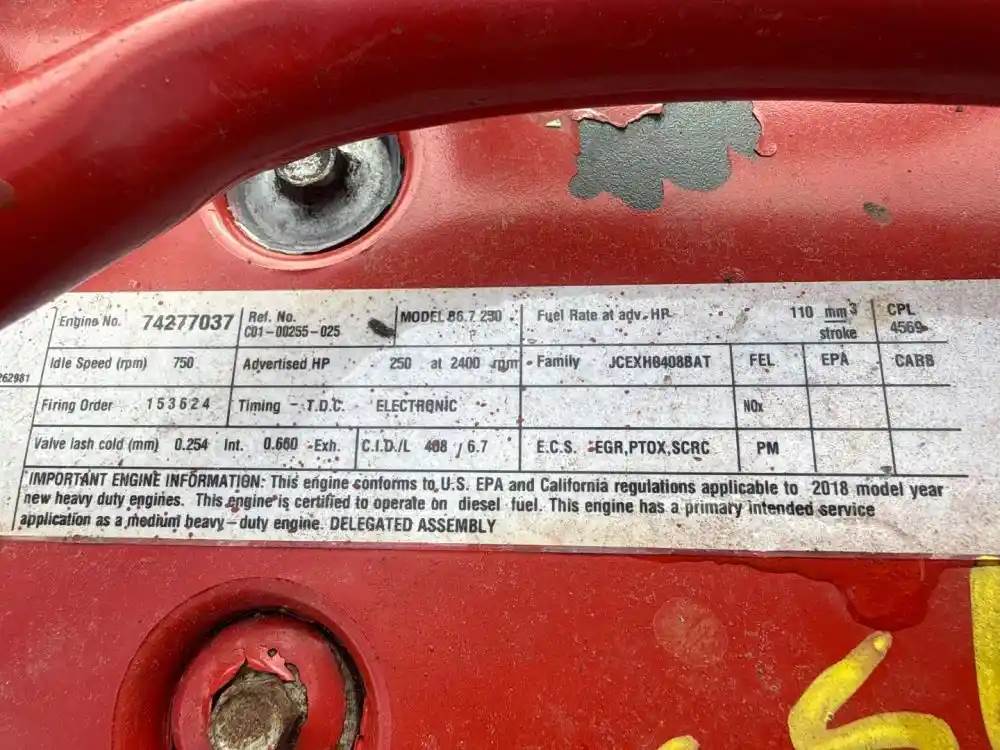 Engine No. 74277037 Ref. No. C01-00255-025 MODEL B6.7 250 Fuel Rate at adv. HR 110 mm3 stroke CPL 4569
262981 Idle Speed (rpm) 750 Advertised HP 250 at 2400 rpm Family JCEXH0408BAT FEL EPA CARB
Firing Order 153624 Timing - T.D.C. ELECTRONIC NOx
Valve lash cold (mm) 0.254 Int. 0.660 Exh. C.I.D./L 408 / 6.7 E.C.S. EGR,PTOX,SCRC PM
IMPORTANT ENGINE INFORMATION: This engine conforms to U.S. EPA and California regulations applicable to 2018 model year
new heavy duty engines. This engine is certified to operate on diesel fuel. This engine has a primary intended service
application as a medium heavy-duty engine. DELEGATED ASSEMBLY